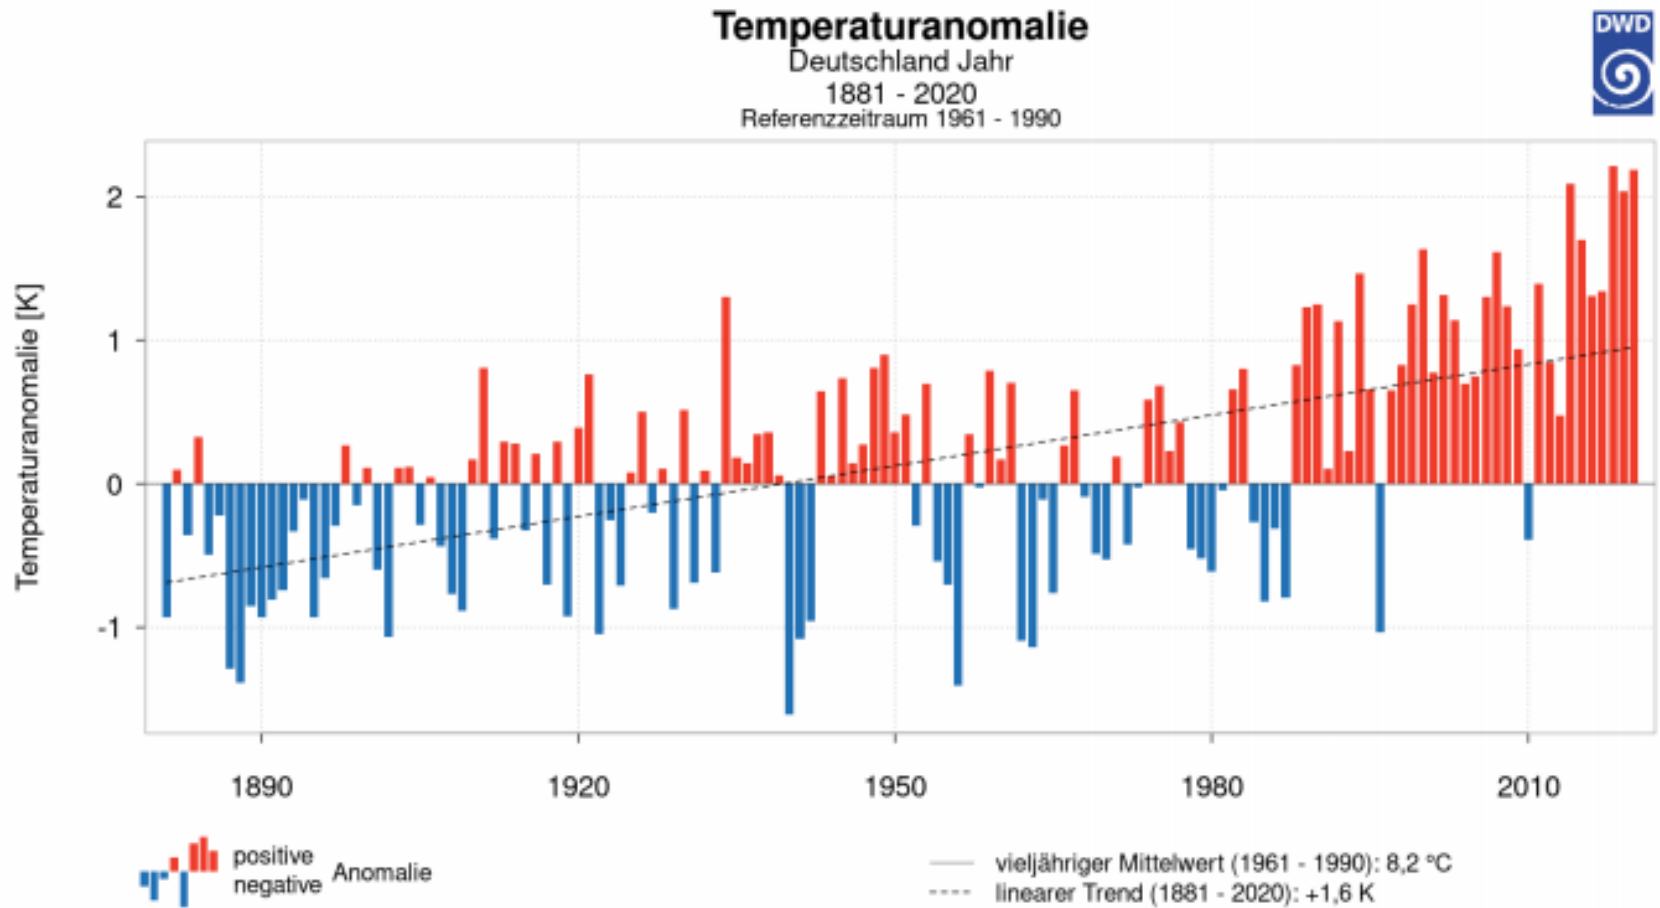 Temperaturanomalie
Deutschland Jahr
1881 - 2020
Referenzzeitraum 1961 - 1990
DWD
Temperaturanomalie [K]
2
1
0
-1
1890 1920 1950 1980 2010
positive
negative
Anomalie
vieljähriger Mittelwert (1961 - 1990): 8,2 °C
linearer Trend (1881 - 2020): +1,6 K